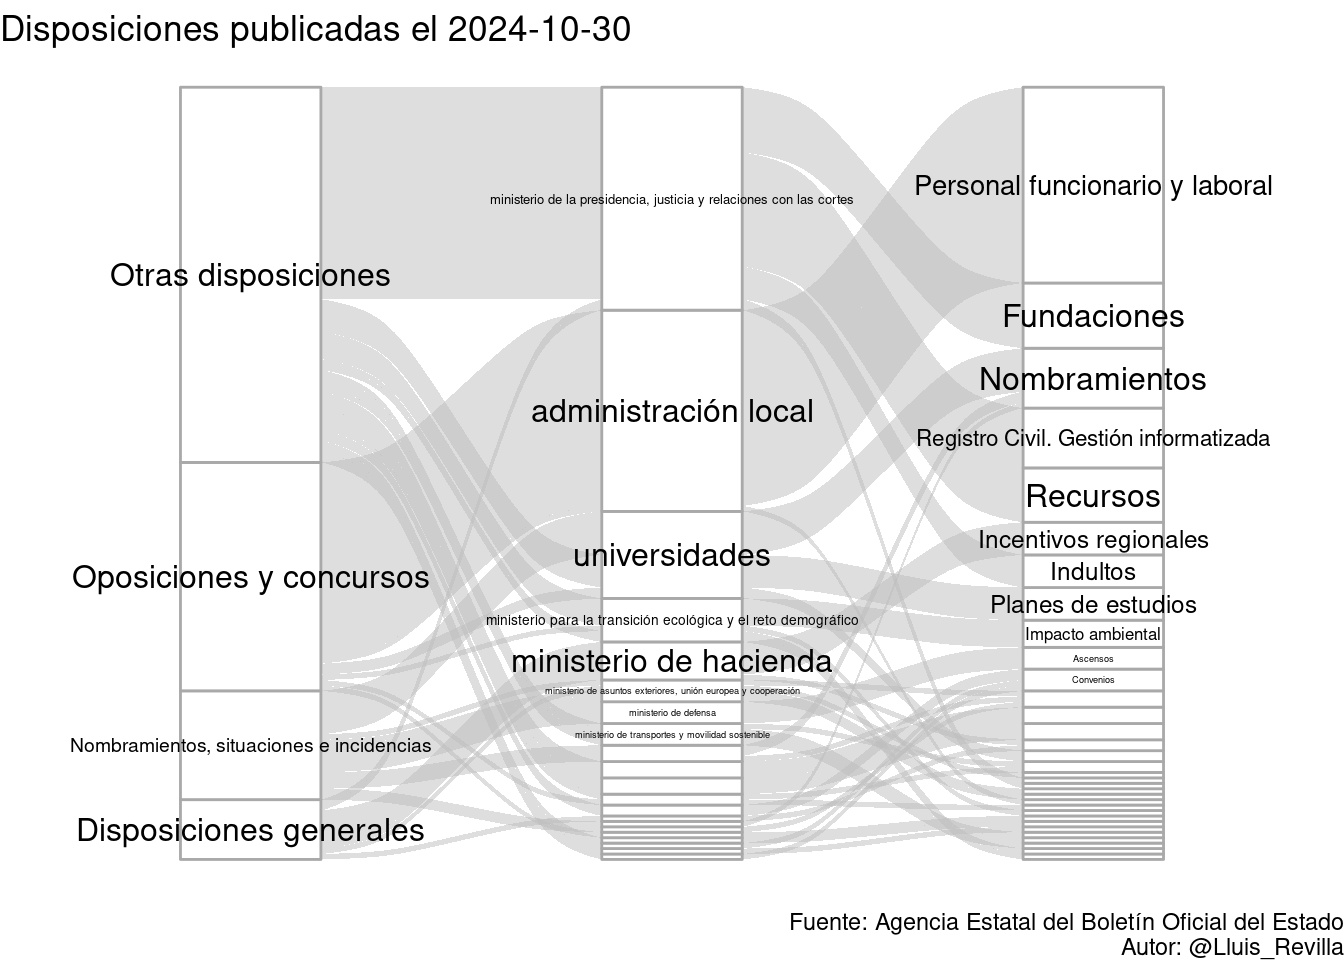 Disposiciones publicadas el 2024-10-30
Otras disposiciones
Oposiciones y concursos
Nombramientos, situaciones e incidencias
Disposiciones generales
ministerio de la presidencia, justicia y relaciones con las cortes
administración local
universidades
ministerio para la transición ecológica y el reto demográfico
ministerio de hacienda
ministerio de asuntos exteriores, unión europea y cooperación
ministerio de defensa
ministerio de transportes y movilidad sostenible
Personal funcionario y laboral
Fundaciones
Nombramientos
Registro Civil. Gestión informatizada
Recursos
Incentivos regionales
Indultos
Planes de estudios
Impacto ambiental
Ascensos
Convenios
Fuente: Agencia Estatal del Boletín Oficial del Estado
Autor: @Lluis_Revilla